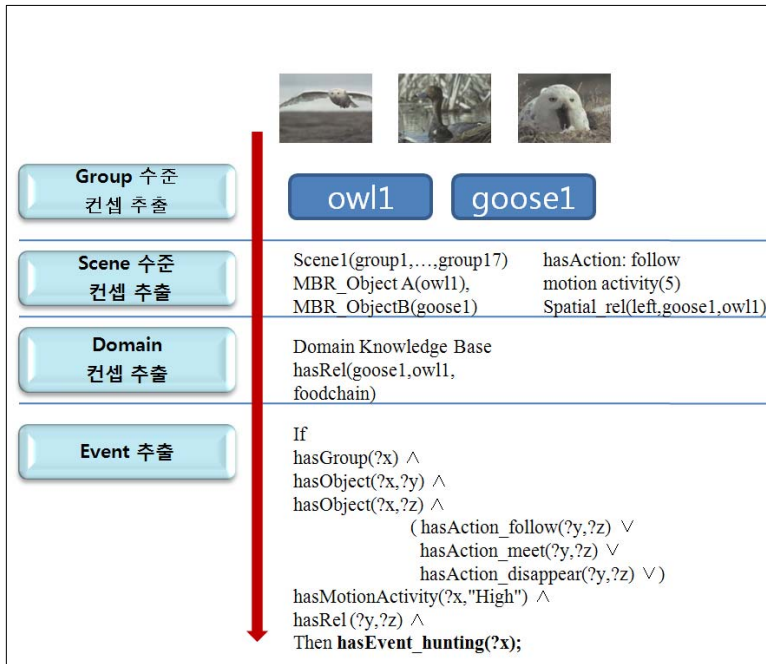 Group 수준
컨셉 추출
owl1
goose1
Scene 수준
컨셉 추출
Scene1(group1,…,group17)
MBR_Object A(owl1),
MBR_ObjectB(goose1)
hasAction: follow
motion activity(5)
Spatial_rel(left,goose1,owl1)
Domain
컨셉 추출
Domain Knowledge Base
hasRel(goose1,owl1,
foodchain)
Event 추출
If
hasGroup(?x) ∧
hasObject(?x,?y) ∧
hasObject(?x,?z) ∧
( hasAction_follow(?y,?z) ∨
hasAction_meet(?y,?z) ∨
hasAction_disappear(?y,?z) ∨ )
hasMotionActivity(?x,"High") ∧
hasRel (?y,?z) ∧
Then hasEvent_hunting(?x);